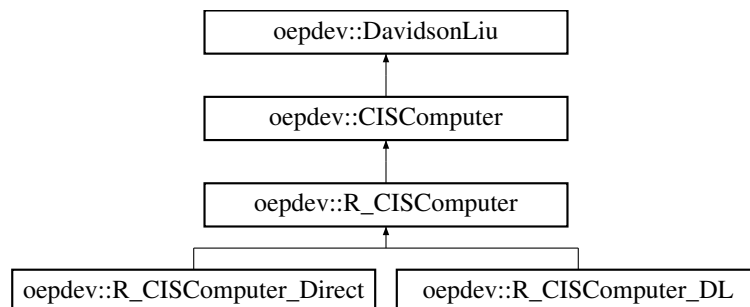 oepdev::DavidsonLiu
oepdev::CISComputer
oepdev::R_CISComputer
oepdev::R_CISComputer_Direct
oepdev::R_CISComputer_DL